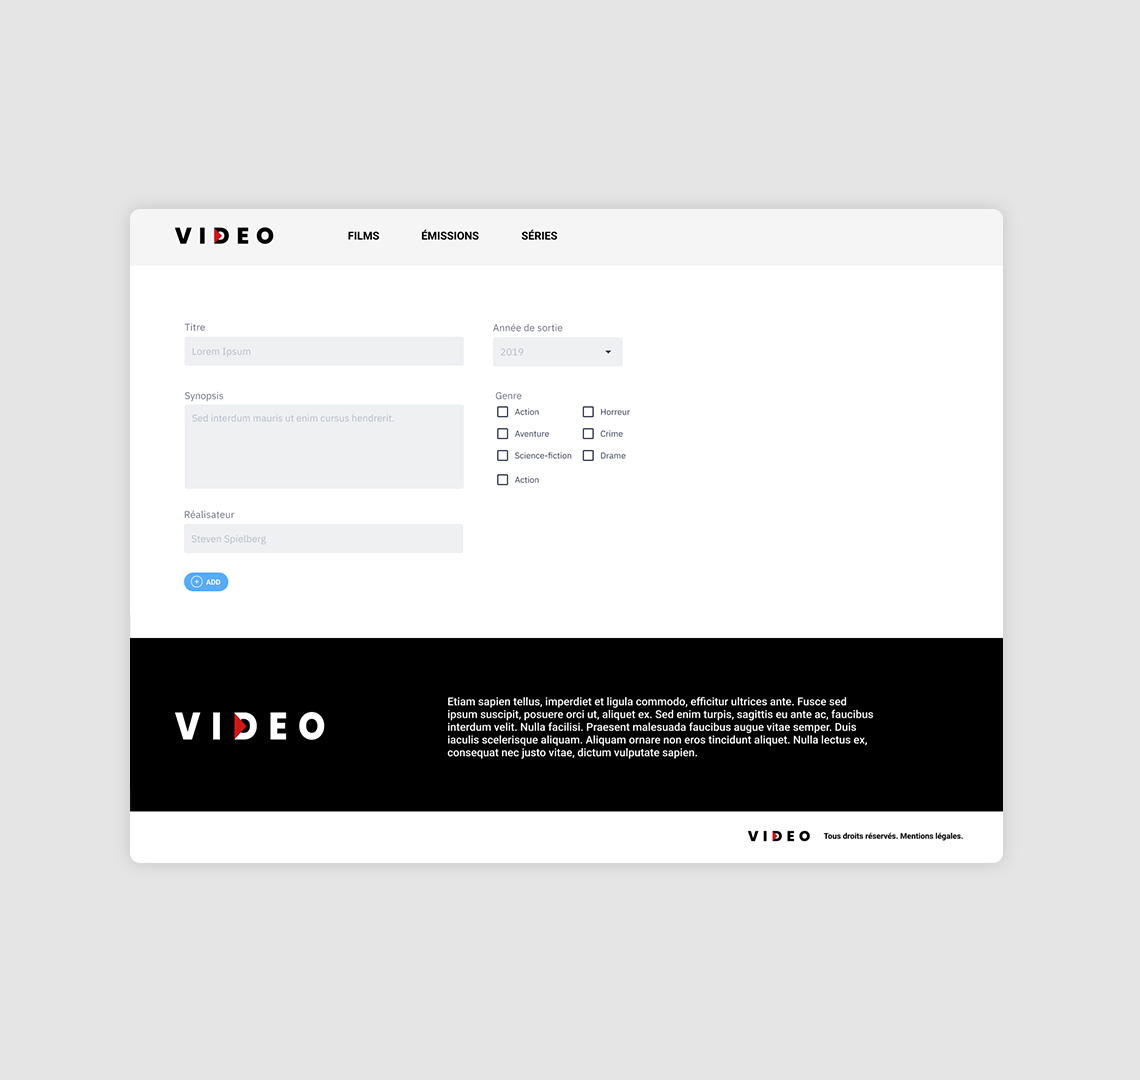 VIDEO
FILMS
ÉMISSIONS
SÉRIES
Titre
Lorem Ipsum
Année de sortie
2019
Synopsis
Sed interdum mauris ut enim cursus hendrerit.
Genre
Action
Horreur
Aventure
Crime
Science-fiction
Drame
Action
Réalisateur
Steven Spielberg
ADD
VIDEO
Etiam sapien tellus, imperdiet et ligula commodo, efficitur ultrices ante. Fusce sed
ipsum suscipit, posuere orci ut, aliquet ex. Sed enim turpis, sagittis eu ante ac, faucibus
interdum velit. Nulla facilisi. Praesent malesuada faucibus augue vitae semper. Duis
iaculis scelerisque aliquam. Aliquam ornare non eros tincidunt aliquet. Nulla lectus ex,
consequat nec justo vitae, dictum vulputate sapien.
VIDEO
Tous droits réservés. Mentions légales.